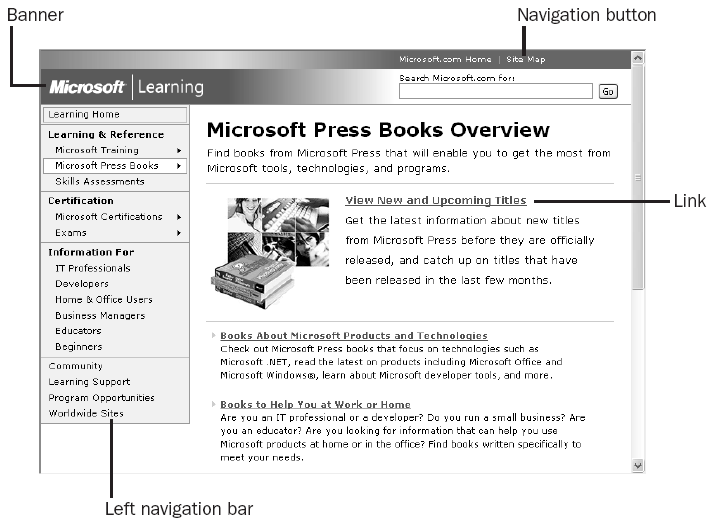 Banner
Navigation button
Microsoft.com Home | Site Map
Microsoft | Learning
Search Microsoft.com for:
Go
Learning Home
Learning & Reference
Microsoft Training
Microsoft Press Books
Skills Assessments
Certification
Microsoft Certifications
Exams
Information For
IT Professionals
Developers
Home & Office Users
Business Managers
Educators
Beginners
Community
Learning Support
Program Opportunities
Worldwide Sites
Microsoft Press Books Overview
Find books from Microsoft Press that will enable you to get the most from
Microsoft tools, technologies, and programs.
View New and Upcoming Titles
Link
Get the latest information about new titles
from Microsoft Press before they are officially
released, and catch up on titles that have
been released in the last few months.
Books About Microsoft Products and Technologies
Check out Microsoft Press books that focus on technologies such as
Microsoft .NET, read the latest on products including Microsoft Office and
Microsoft Windows®, learn about Microsoft developer tools, and more.
Books to Help You at Work or Home
Are you an IT professional or a developer? Do you run a small business? Are
you an educator? Are you looking for information that can help you use
Microsoft products at home or in the office? Find books written specifically to
meet your needs.
Left navigation bar